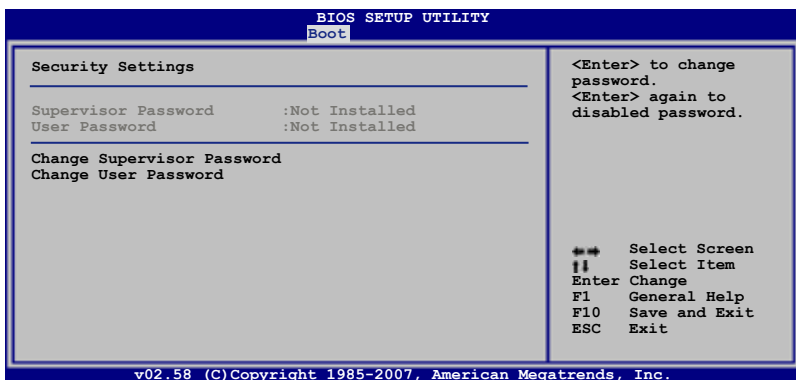 BIOS SETUP UTILITY
Boot
Security Settings
Supervisor Password :Not Installed
User Password :Not Installed
Change Supervisor Password
Change User Password
<Enter> to change
password.
<Enter> again to
disabled password.
←→ Select Screen
↑↓ Select Item
Enter Change
F1 General Help
F10 Save and Exit
ESC Exit
v02.58 (C)Copyright 1985-2007, American Megatrends, Inc.